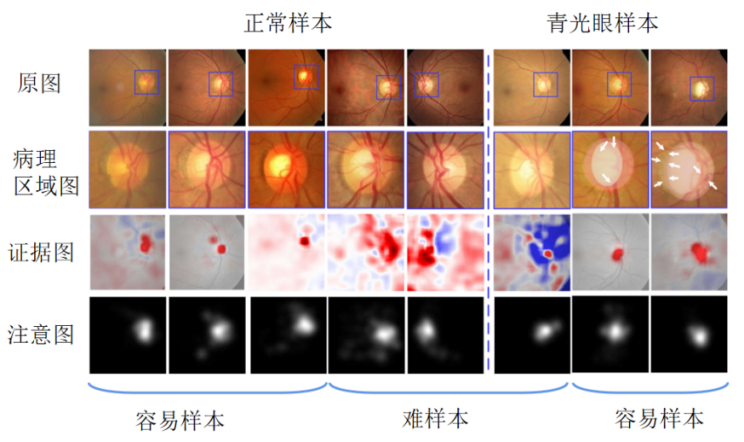 正常样本
青光眼样本
原图
病理
区域图
证据图
注意图
容易样本
难样本
容易样本